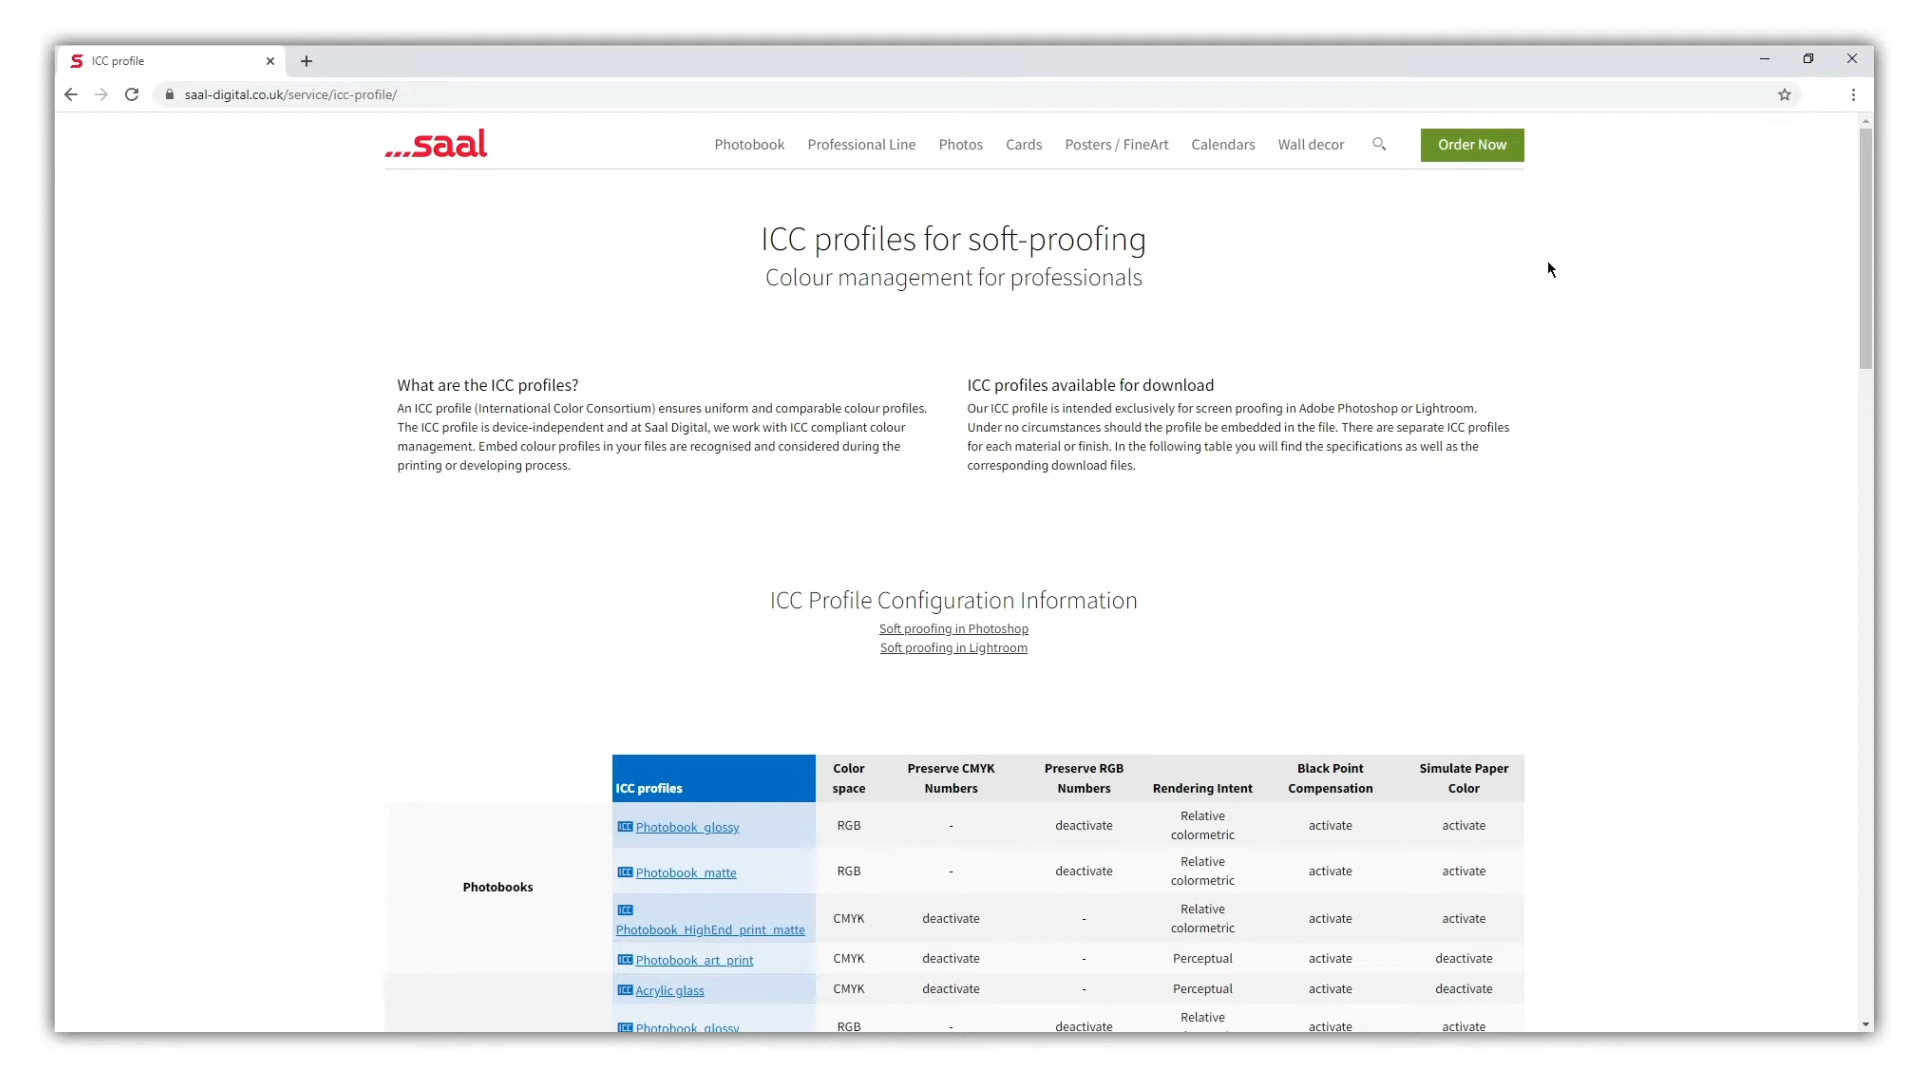 ICC profile
saal-digital.co.uk/service/icc-profile/
...saal
Photobook Professional Line Photos Cards Posters / FineArt Calendars Wall decor Order Now
ICC profiles for soft-proofing
Colour management for professionals
What are the ICC profiles?
An ICC profile (International Color Consortium) ensures uniform and comparable colour profiles.
The ICC profile is device-independent and at Saal Digital, we work with ICC compliant colour
management. Embed colour profiles in your files are recognised and considered during the
printing or developing process.
ICC profiles available for download
Our ICC profile is intended exclusively for screen proofing in Adobe Photoshop or Lightroom.
Under no circumstances should the profile be embedded in the file. There are separate ICC profiles
for each material or finish. In the following table you will find the specifications as well as the
corresponding download files.
ICC Profile Configuration Information
Soft proofing in Photoshop
Soft proofing in Lightroom
ICC profiles
Color
space
Preserve CMYK
Numbers
Preserve RGB
Numbers
Rendering Intent
Black Point
Compensation
Simulate Paper
Color
Photobooks
ICC Photobook_glossy RGB - deactivate Relative
colormetric activate activate
ICC Photobook_matte RGB - deactivate Relative
colormetric activate activate
ICC
Photobook_HighEnd_print_matte CMYK deactivate - Relative
colormetric activate activate
ICC Photobook_art_print CMYK deactivate - Perceptual activate deactivate
ICC Acrylic glass CMYK deactivate - Perceptual activate deactivate
ICC Photobook_glossy RGB - deactivate Relative activate activate